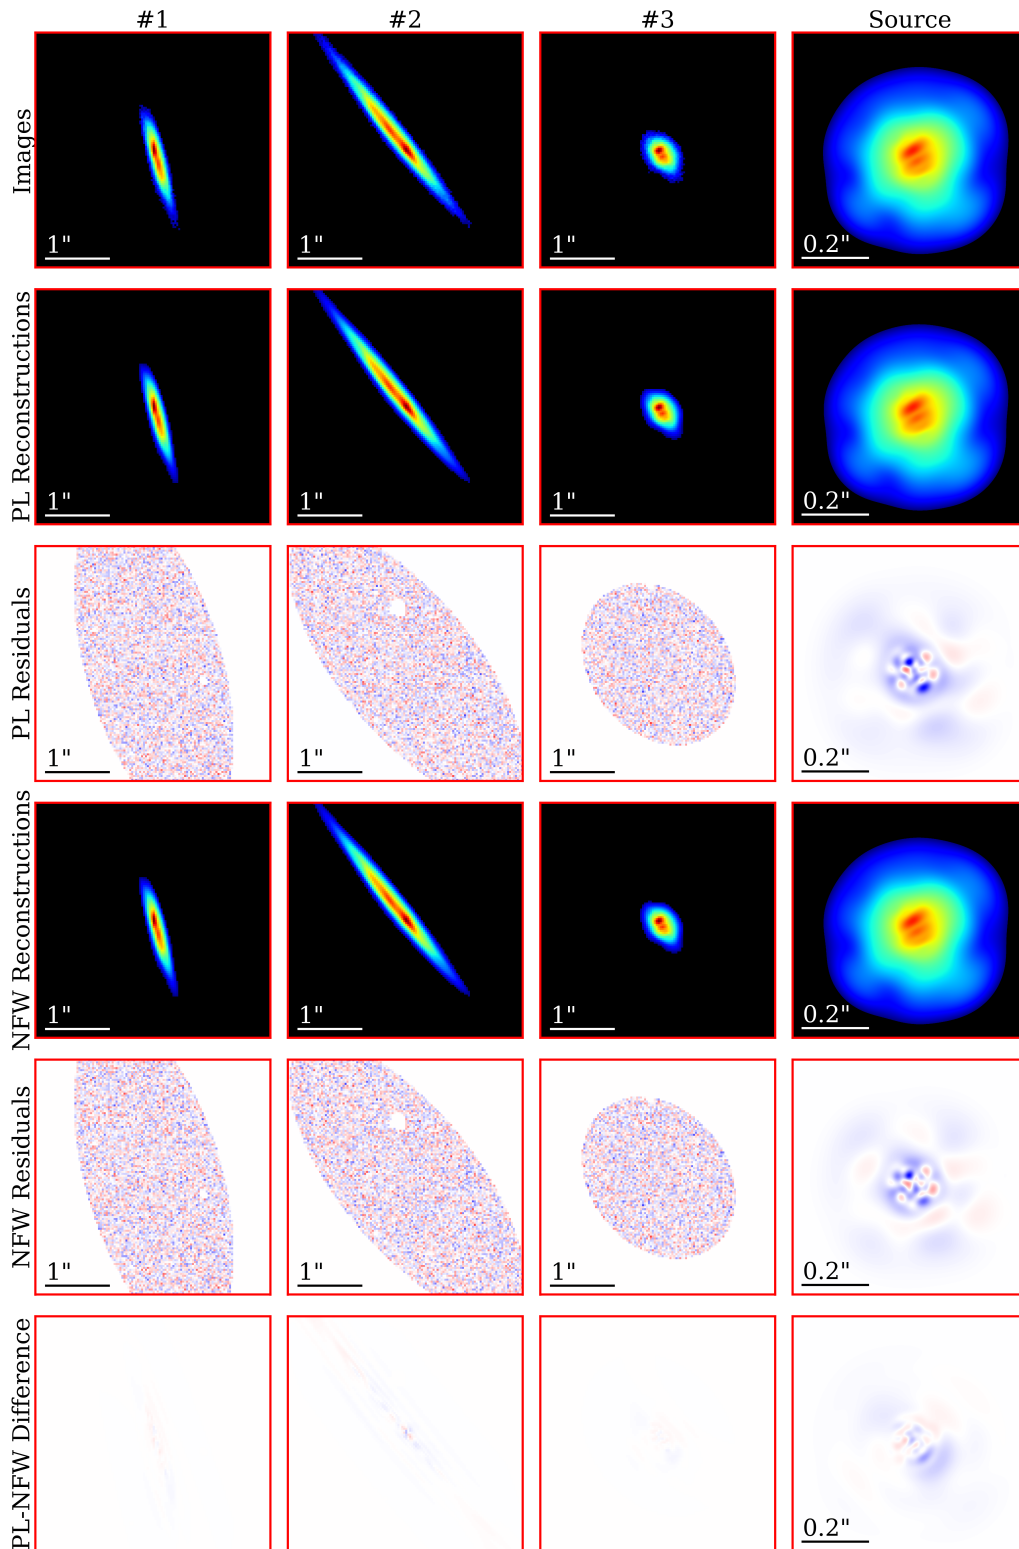 #1 #2 #3 Source
Images
1" 1" 1" 0.2"
PL Reconstructions
1" 1" 1" 0.2"
PL Residuals
1" 1" 1" 0.2"
NFW Reconstructions
1" 1" 1" 0.2"
NFW Residuals
1" 1" 1" 0.2"
PL-NFW Difference
0.2"